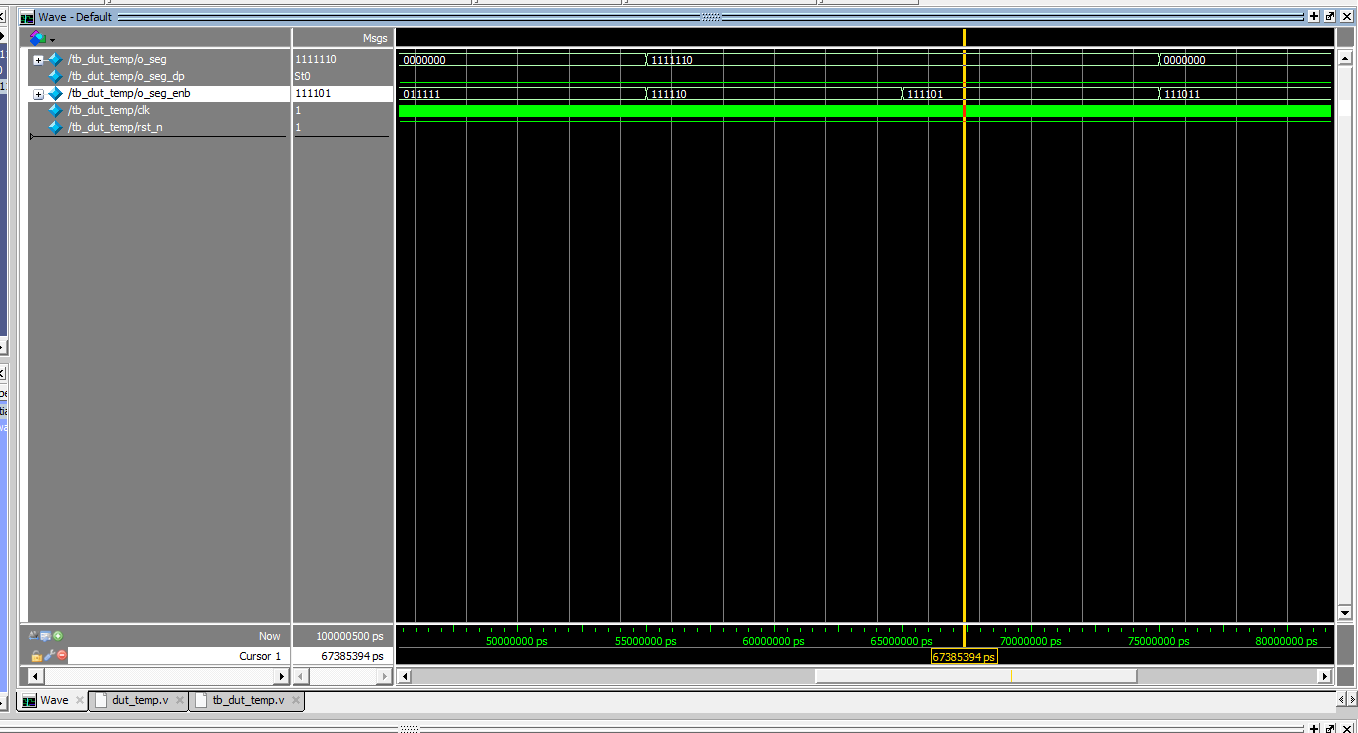 Wave - Default
Msgs
/tb_dut_temp/o_seg 1111110 0000000 1111110 0000000
/tb_dut_temp/o_seg_dp St0
/tb_dut_temp/o_seg_enb 111101 011111 111110 111101 111011
/tb_dut_temp/clk 1
/tb_dut_temp/rst_n 1
Now 100000500 ps 50000000 ps 55000000 ps 60000000 ps 65000000 ps 70000000 ps 75000000 ps 80000000 ps
Cursor 1 67385394 ps 67385394 ps
Wave dut_temp.v tb_dut_temp.v